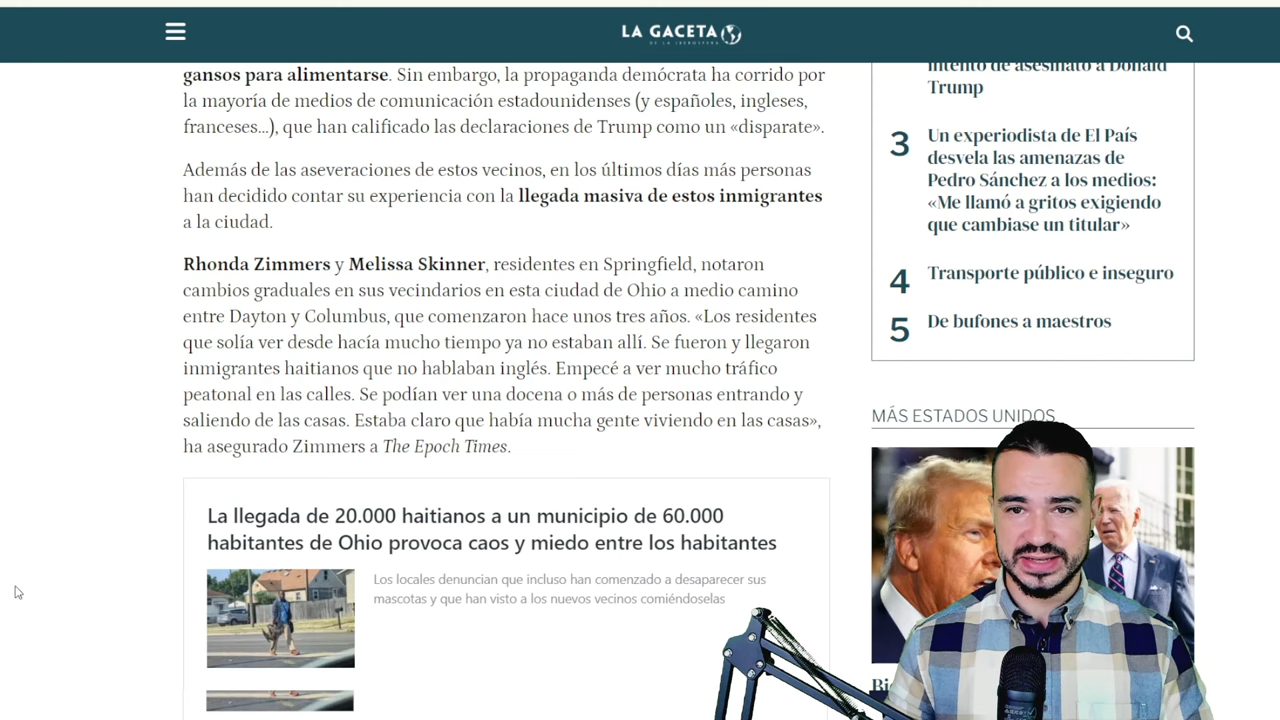 LA GACETA
DE LA IBEROSFERA
gansos para alimentarse. Sin embargo, la propaganda demócrata ha corrido por
la mayoría de medios de comunicación estadounidenses (y españoles, ingleses,
franceses...), que han calificado las declaraciones de Trump como un «disparate».
Además de las aseveraciones de estos vecinos, en los últimos días más personas
han decidido contar su experiencia con la llegada masiva de estos inmigrantes
a la ciudad.
Rhonda Zimmers y Melissa Skinner, residentes en Springfield, notaron
cambios graduales en sus vecindarios en esta ciudad de Ohio a medio camino
entre Dayton y Columbus, que comenzaron hace unos tres años. «Los residentes
que solía ver desde hacía mucho tiempo ya no estaban allí. Se fueron y llegaron
inmigrantes haitianos que no hablaban inglés. Empecé a ver mucho tráfico
peatonal en las calles. Se podían ver una docena o más de personas entrando y
saliendo de las casas. Estaba claro que había mucha gente viviendo en las casas»,
ha asegurado Zimmers a The Epoch Times.
La llegada de 20.000 haitianos a un municipio de 60.000
habitantes de Ohio provoca caos y miedo entre los habitantes
Los locales denuncian que incluso han comenzado a desaparecer sus
mascotas y que han visto a los nuevos vecinos comiéndoselas
intento de asesinato a Donald
Trump
3
Un experiodista de El País
desvela las amenazas de
Pedro Sánchez a los medios:
«Me llamó a gritos exigiendo
que cambiase un titular»
4
Transporte público e inseguro
5
De bufones a maestros
MÁS ESTADOS UNIDOS